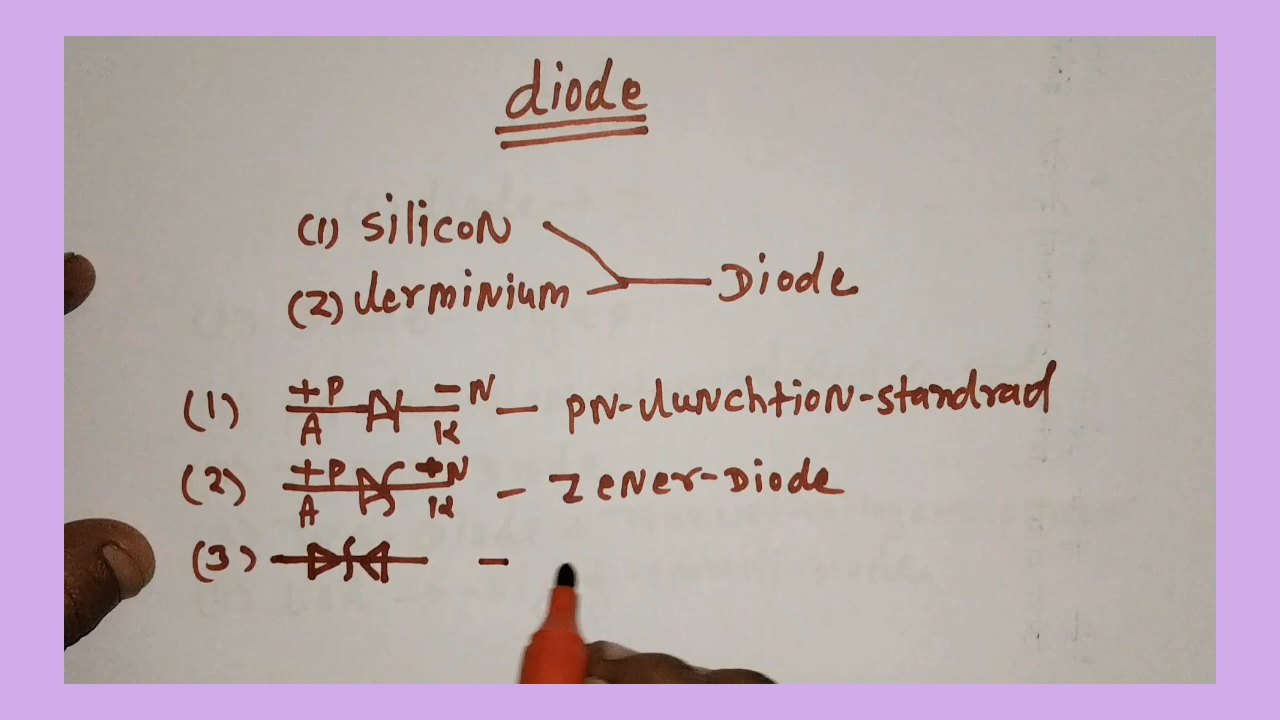 diode
(1) silicoN
(2) Jerminium Diode
(1) +P A -N K - PN-JuNchtioN-standrad
(2) +P A +N K - ZeNer-Diode
(3) -